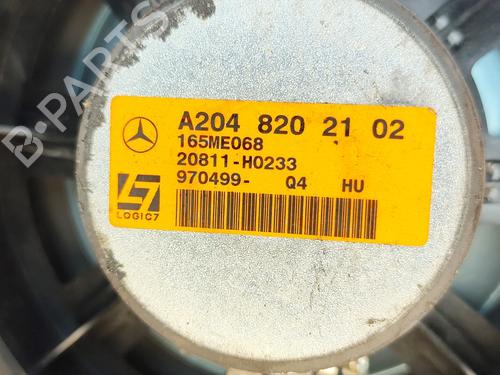 B-PARTS
A204 820 21 02
165ME068
20811-H0233
970499- Q4 HU
LOGIC7